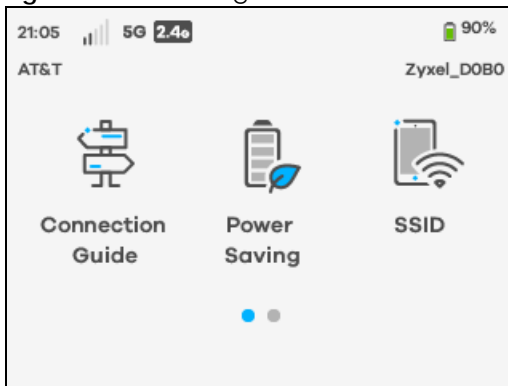 21:05 5G 2.4G 90%
AT&T Zyxel_D0B0
Connection Guide
Power Saving
SSID